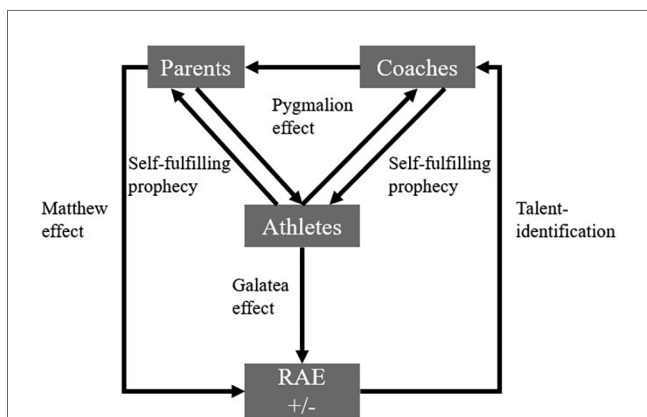 Parents
Coaches
Pygmalion
effect
Self-fulfilling
prophecy
Self-fulfilling
prophecy
Matthew
effect
Athletes
Talent-
identification
Galatea
effect
RAE
+/-